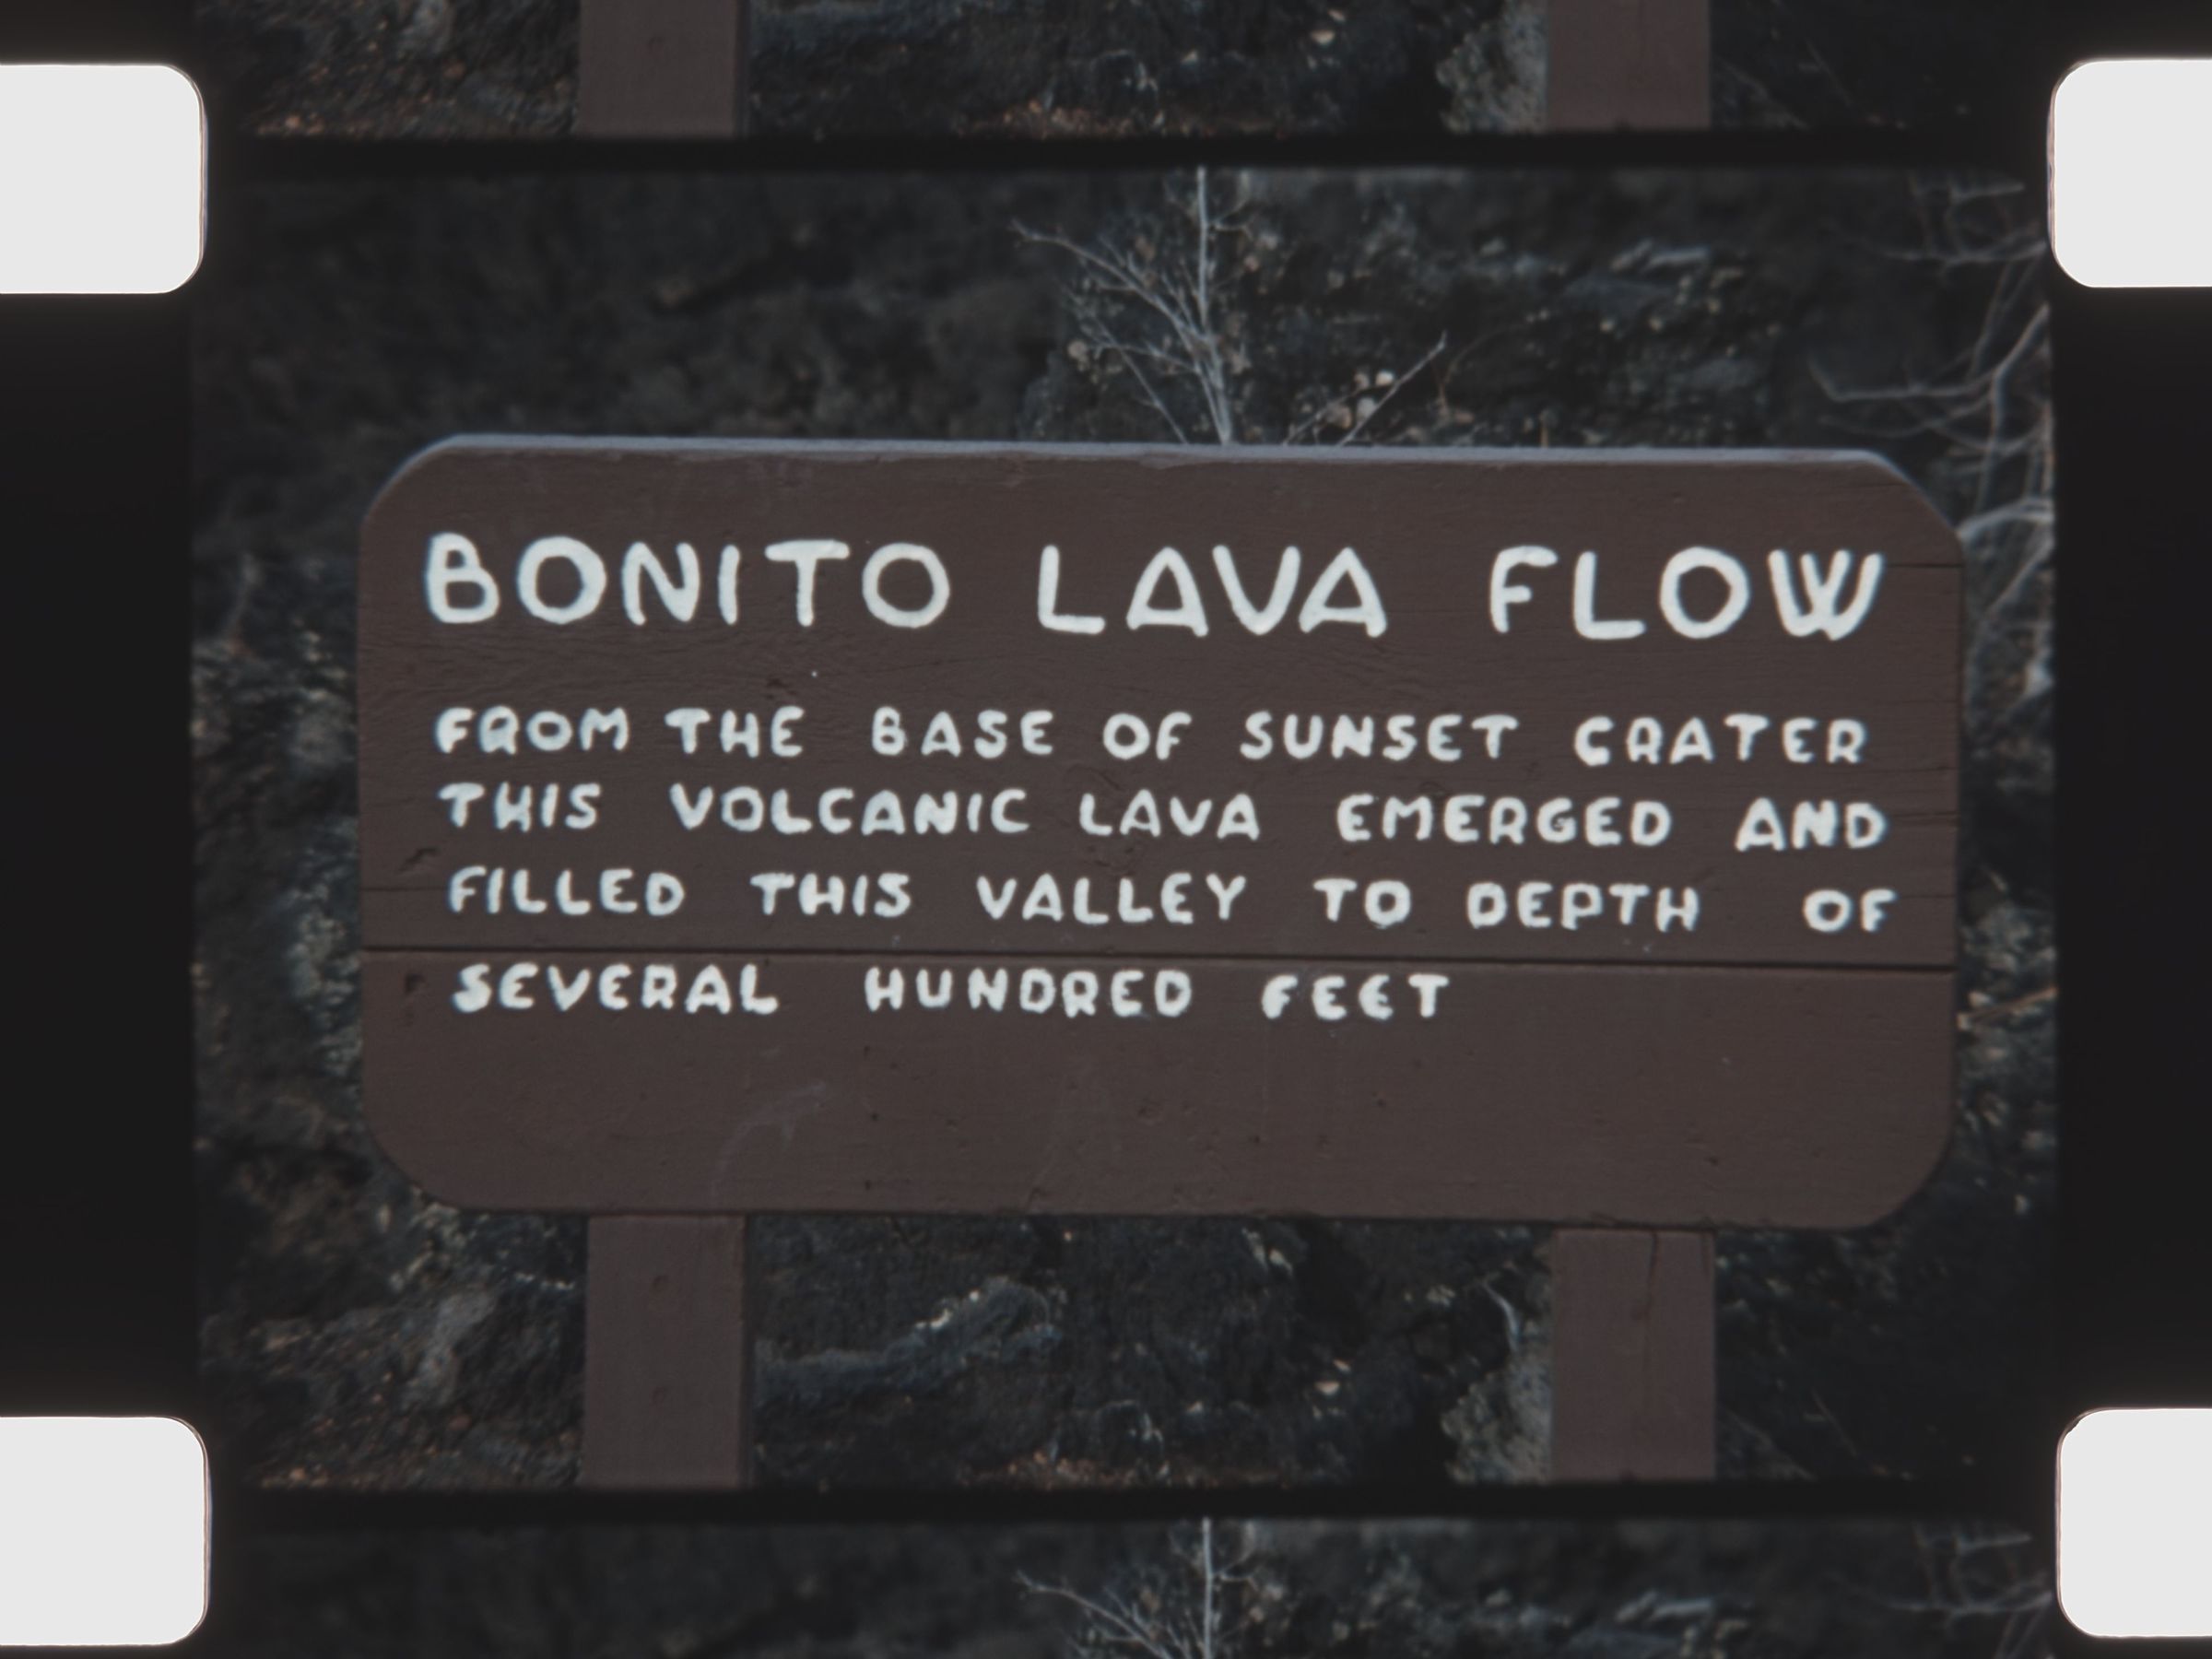 BONITO LAVA FLOW
FROM THE BASE OF SUNSET CRATER
THIS VOLCANIC LAVA EMERGED AND
FILLED THIS VALLEY TO DEPTH OF
SEVERAL HUNDRED FEET